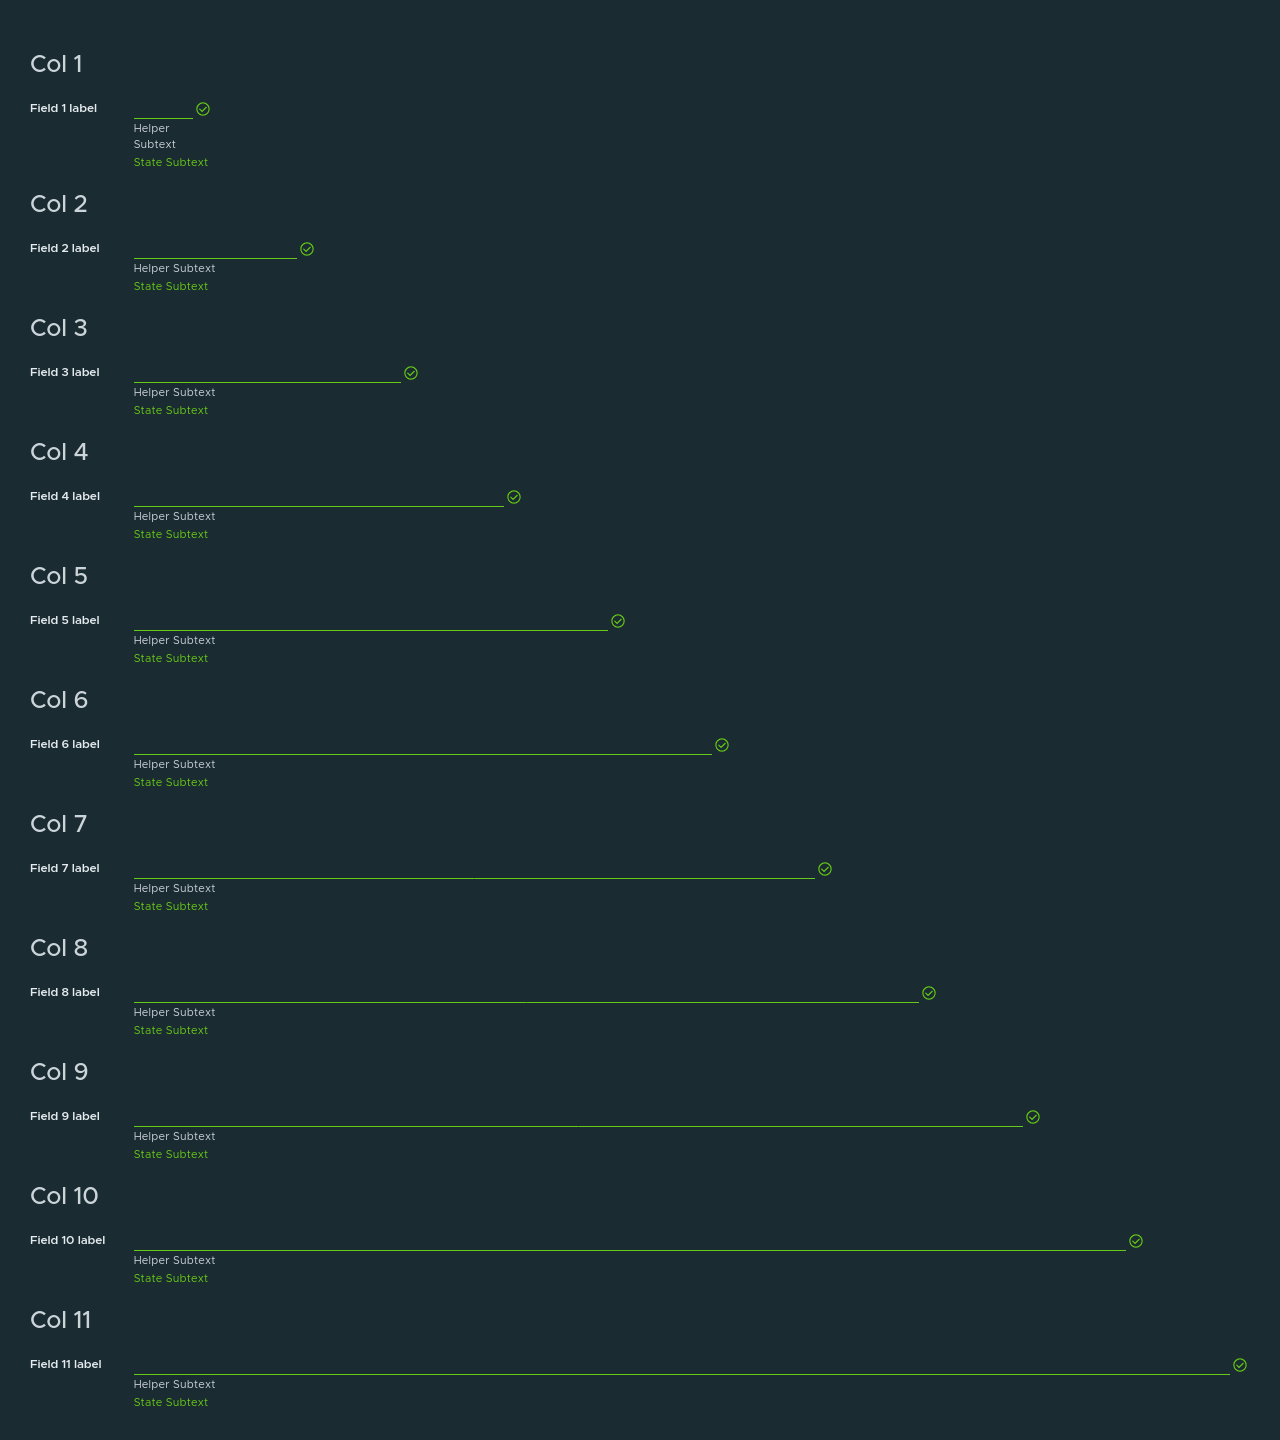 Col 1
Field 1 label
Helper
Subtext
State Subtext
Col 2
Field 2 label
Helper Subtext
State Subtext
Col 3
Field 3 label
Helper Subtext
State Subtext
Col 4
Field 4 label
Helper Subtext
State Subtext
Col 5
Field 5 label
Helper Subtext
State Subtext
Col 6
Field 6 label
Helper Subtext
State Subtext
Col 7
Field 7 label
Helper Subtext
State Subtext
Col 8
Field 8 label
Helper Subtext
State Subtext
Col 9
Field 9 label
Helper Subtext
State Subtext
Col 10
Field 10 label
Helper Subtext
State Subtext
Col 11
Field 11 label
Helper Subtext
State Subtext